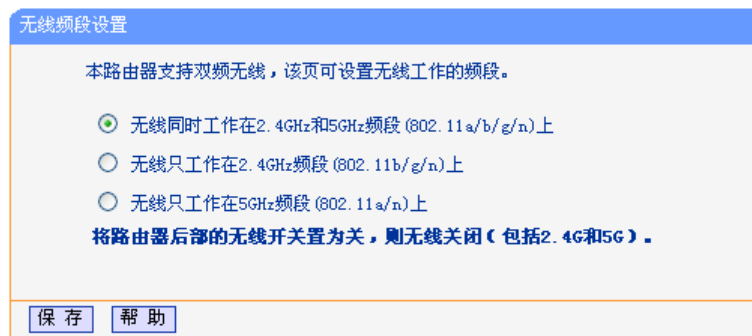 无线频段设置
本路由器支持双频无线，该页可设置无线工作的频段。
无线同时工作在2.4GHz和5GHz频段(802.11a/b/g/n)上
无线只工作在2.4GHz频段(802.11b/g/n)上
无线只工作在5GHz频段(802.11a/n)上
将路由器后部的无线开关置为关，则无线关闭(包括2.4G和5G)。
保 存 帮 助